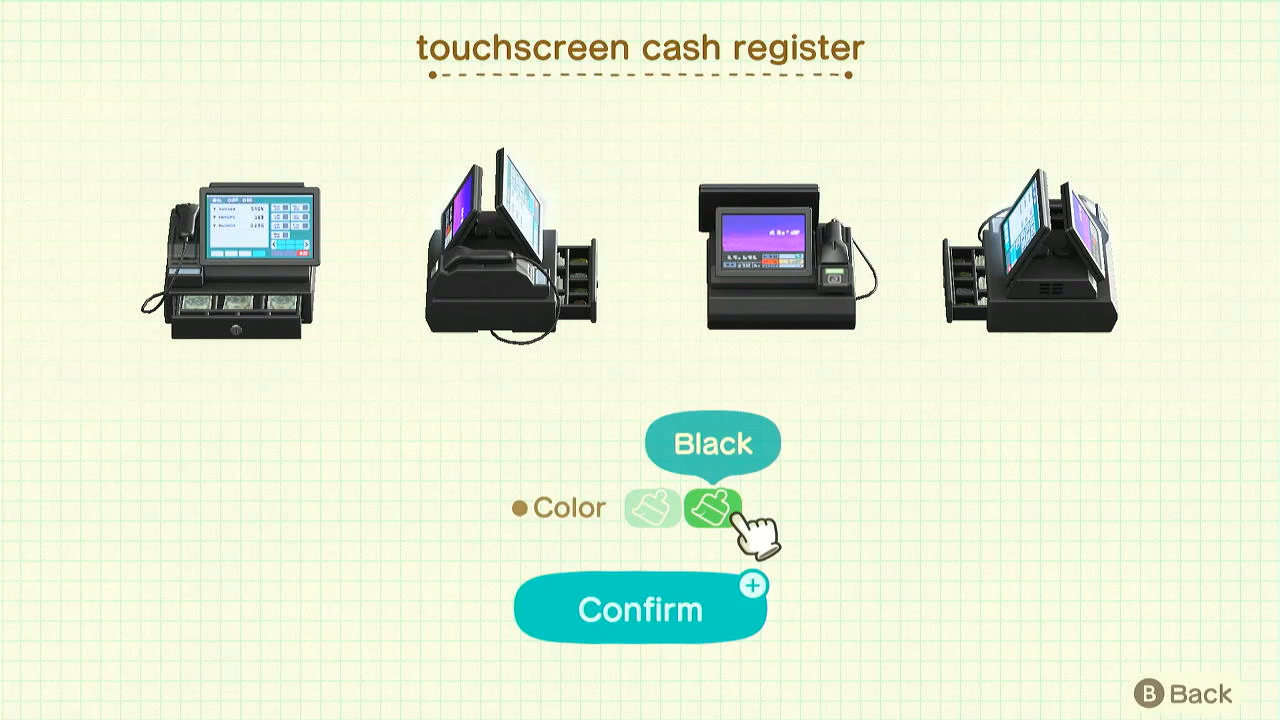 touchscreen cash register
Black
Color
Confirm
B Back